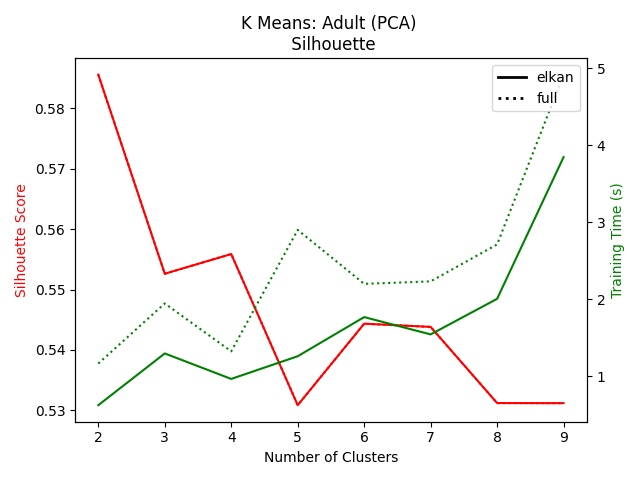 K Means: Adult (PCA)
Silhouette
elkan
full
Silhouette Score
0.58
0.57
0.56
0.55
0.54
0.53
5
4
3
2
1
Training Time (s)
2 3 4 5 6 7 8 9
Number of Clusters